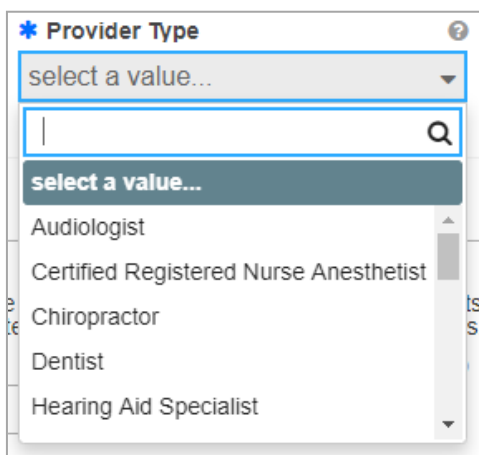 ✱ Provider Type
select a value...
select a value...
Audiologist
Certified Registered Nurse Anesthetist
Chiropractor
Dentist
Hearing Aid Specialist